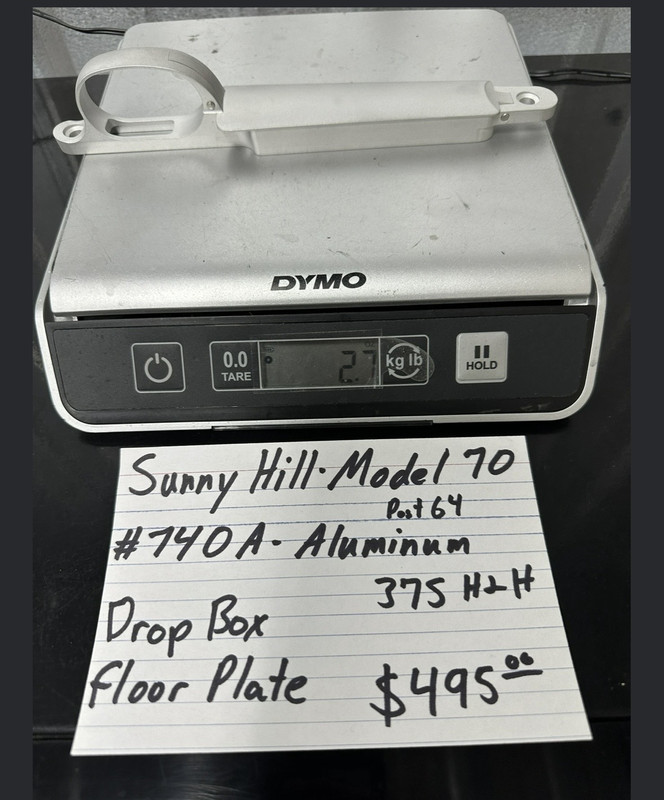 DYMO
0.0
TARE
2.7
kg lb
HOLD
Sunny Hill·Model 70
Post 64
#740A- Aluminum
375 H&H
Drop Box
Floor Plate $495.00